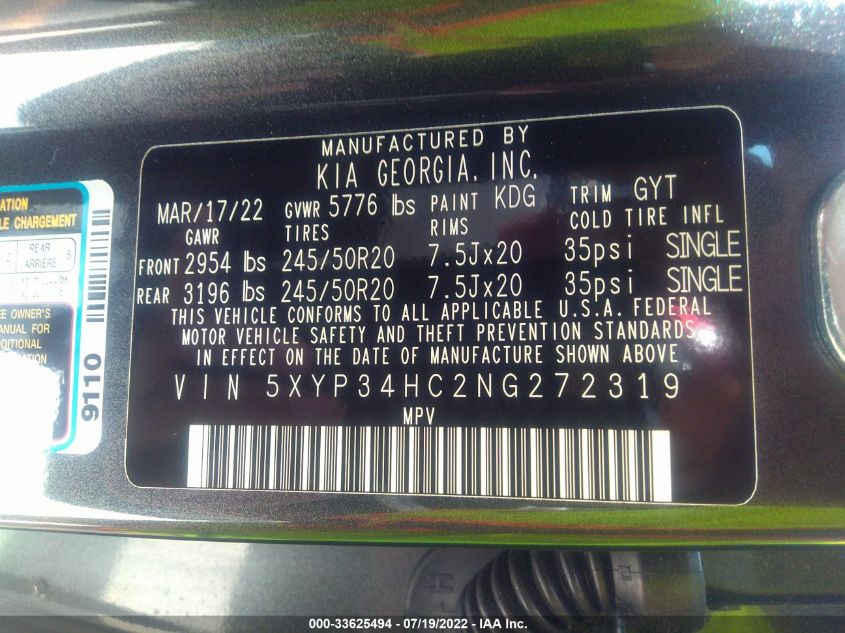 MANUFACTURED BY
KIA GEORGIA, INC.
MAR/17/22 GVWR 5776 lbs PAINT KDG TRIM GYT
GAWR TIRES RIMS COLD TIRE INFL
FRONT 2954 lbs 245/50R20 7.5Jx20 35psi SINGLE
REAR 3196 lbs 245/50R20 7.5Jx20 35psi SINGLE
THIS VEHICLE CONFORMS TO ALL APPLICABLE U.S.A. FEDERAL
MOTOR VEHICLE SAFETY AND THEFT PREVENTION STANDARDS
IN EFFECT ON THE DATE OF MANUFACTURE SHOWN ABOVE
VIN 5XYP34HC2NG272319
MPV
CHARGEMENT
REAR 5
ARRIERE
OWNER'S
MANUAL FOR
9110
000-33625494 - 07/19/2022 - IAA Inc.